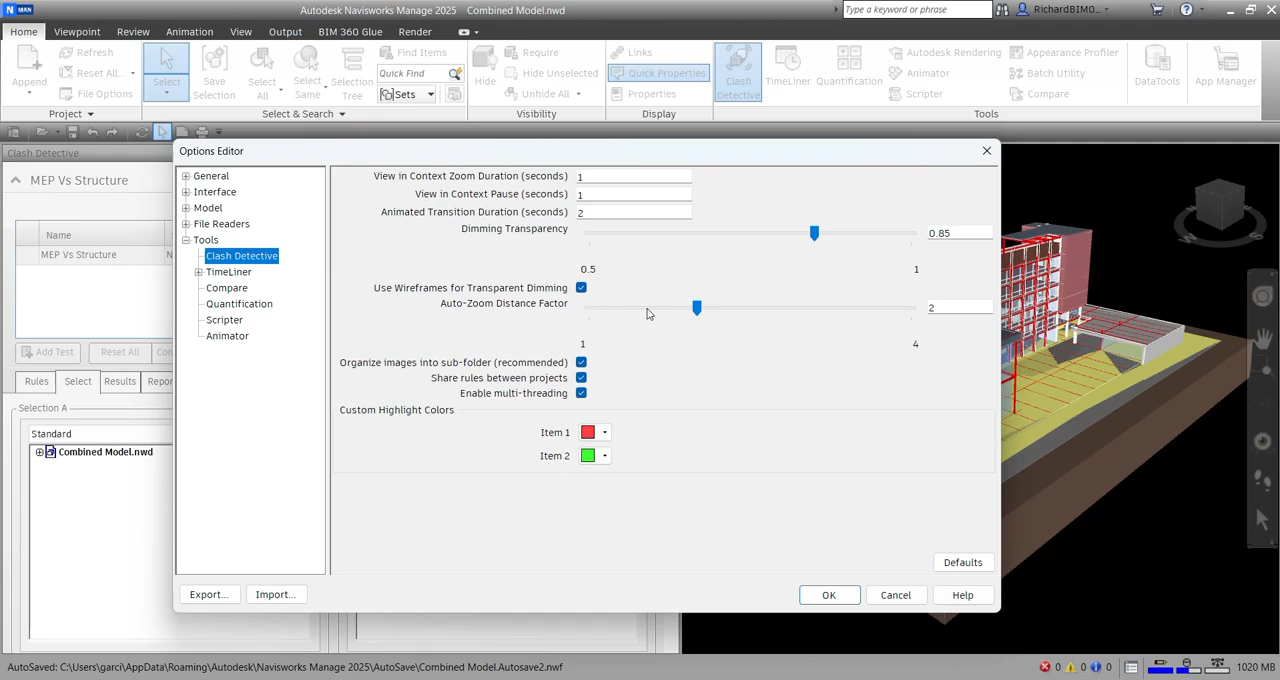 N MAN
Autodesk Navisworks Manage 2025 Combined Model.nwd
Type a keyword or phrase
RichardBIMO...
Home Viewpoint Review Animation View Output BIM 360 Glue Render
Append
Refresh
Reset All...
File Options
Project
Select
Save Selection
Select All
Select Same
Selection Tree
Find Items
Quick Find
Sets
Select & Search
Hide
Require
Hide Unselected
Unhide All
Visibility
Links
Quick Properties
Properties
Display
Clash Detective
TimeLiner
Quantification
Autodesk Rendering
Animator
Scripter
Appearance Profiler
Batch Utility
Compare
DataTools
App Manager
Tools
Clash Detective
MEP Vs Structure
Name
MEP Vs Structure N
Add Test Reset All Con
Rules Select Results Repor
Selection A
Standard
Combined Model.nwd
Options Editor
General
Interface
Model
File Readers
Tools
Clash Detective
TimeLiner
Compare
Quantification
Scripter
Animator
View in Context Zoom Duration (seconds) 1
View in Context Pause (seconds) 1
Animated Transition Duration (seconds) 2
Dimming Transparency 0.85
0.5 1
Use Wireframes for Transparent Dimming
Auto-Zoom Distance Factor 2
1 4
Organize images into sub-folder (recommended)
Share rules between projects
Enable multi-threading
Custom Highlight Colors
Item 1
Item 2
Defaults
Export... Import... OK Cancel Help
W S
AutoSaved: C:\Users\garci\AppData\Roaming\Autodesk\Navisworks Manage 2025\AutoSave\Combined Model.Autosave2.nwf
0 0 0 1020 MB